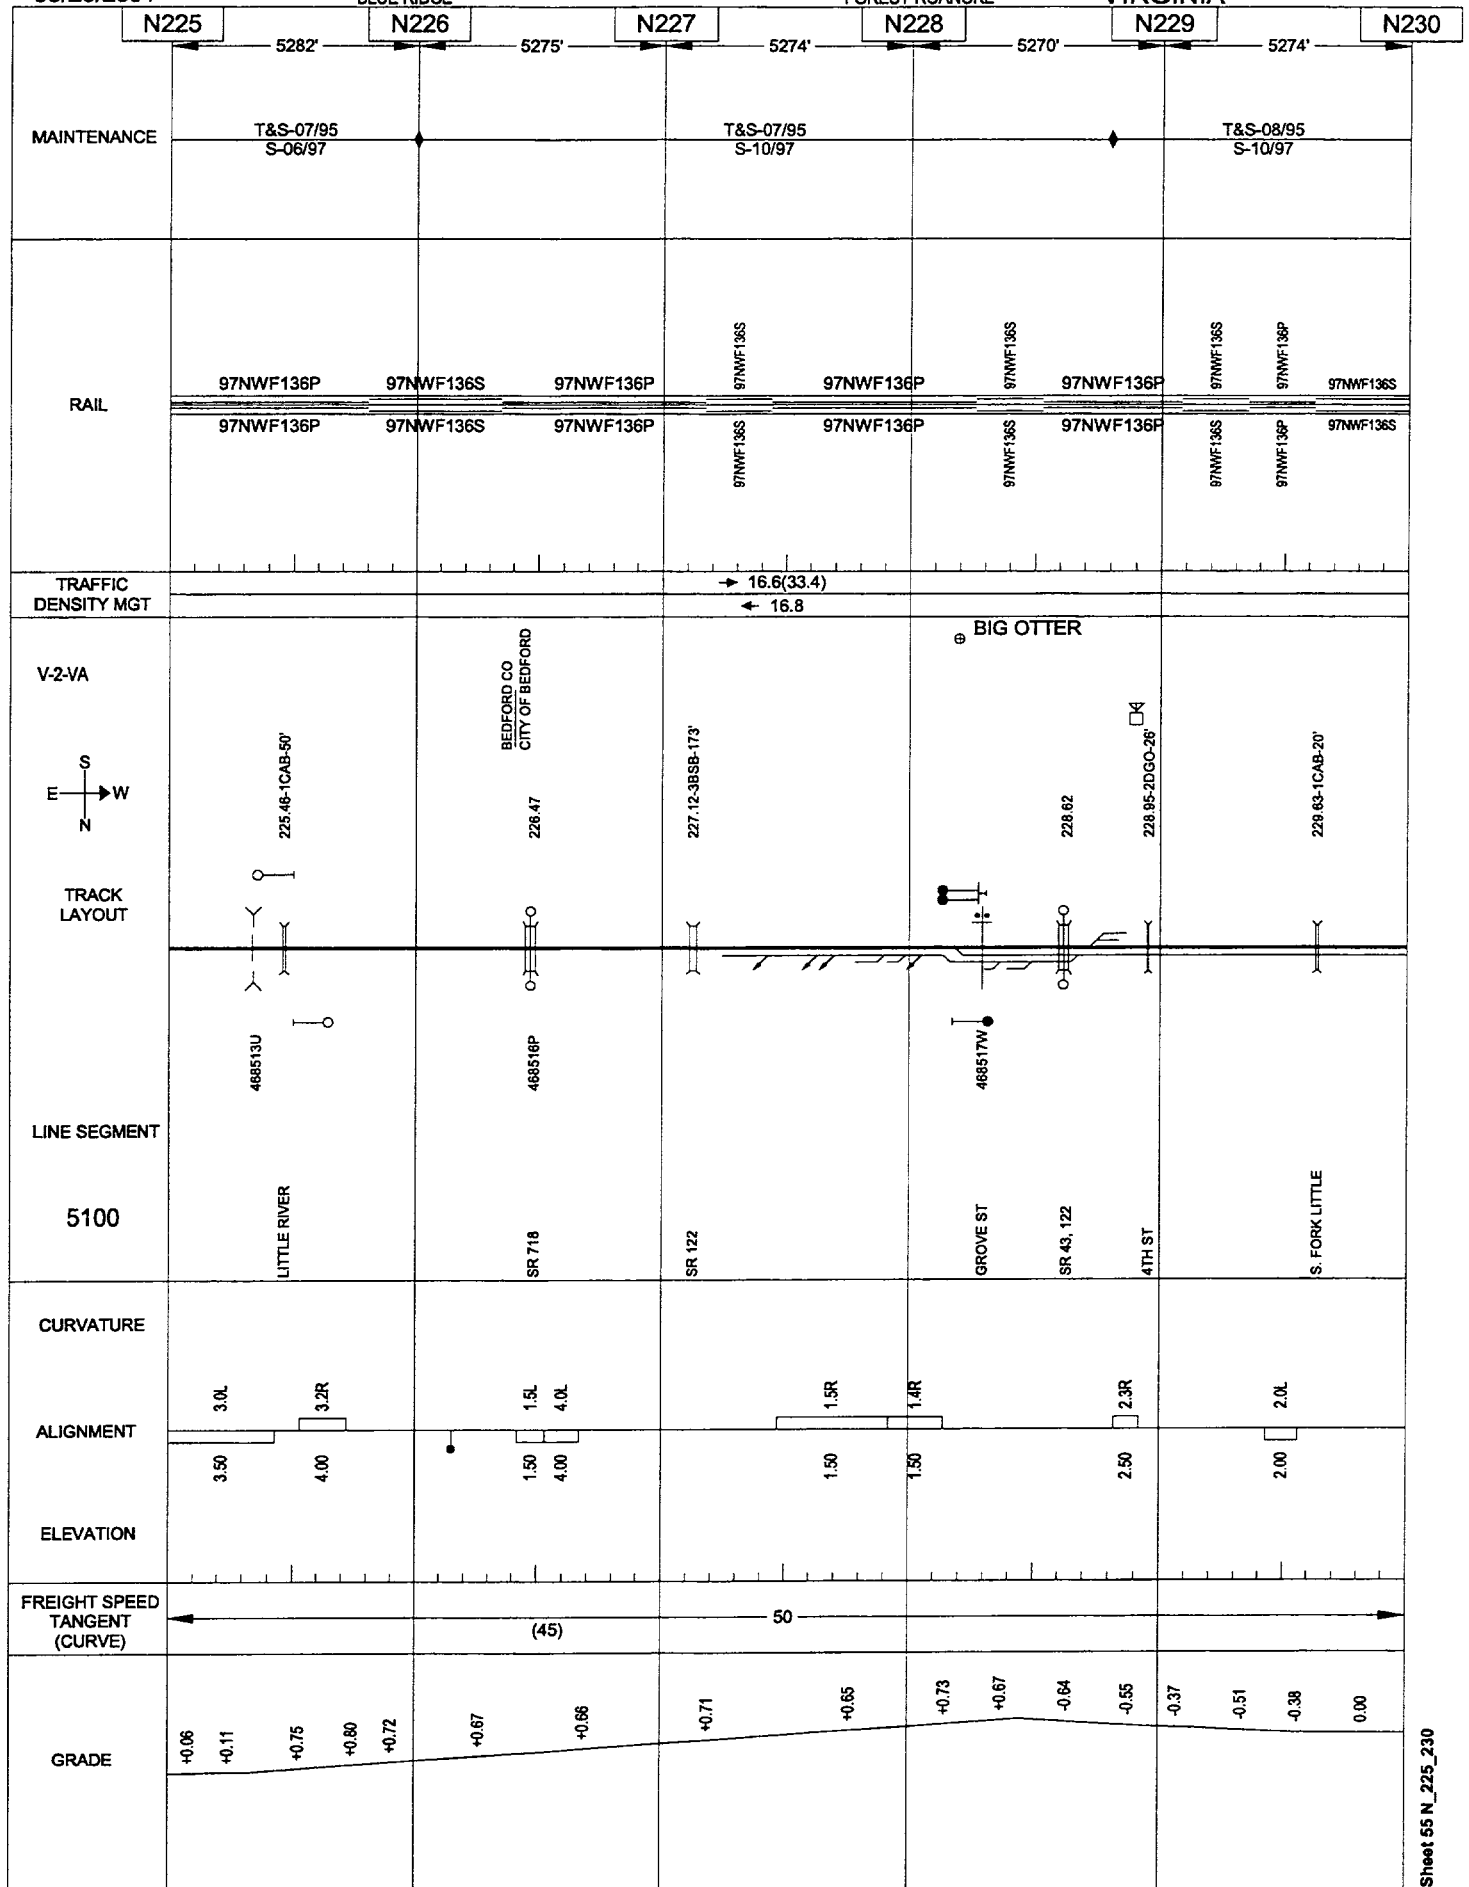 BLUE RIDGE
VIRGINIA
N225 N226 N227 N228 N229 N230
5282' 5275' 5274' 5270' 5274'
MAINTENANCE
T&S-07/95 T&S-07/95 T&S-08/95
S-06/97 S-10/97 S-10/97
RAIL
97NWF136S 97NWF136S 97NWF136S 97NWF136P
97NWF136P 97NWF136S 97NWF136P 97NWF136P 97NWF136P 97NWF136S
97NWF136P 97NWF136S 97NWF136P 97NWF136P 97NWF136P 97NWF136S
97NWF136S 97NWF136S 97NWF136S 97NWF136P
TRAFFIC
DENSITY MGT
16.6(33.4)
16.8
BIG OTTER
V-2-VA
BEDFORD CO
CITY OF BEDFORD
S
E W
N
225.46-1CAB-50'
226.47
227.12-3BSB-173'
228.62
228.95-2DGO-26'
229.63-1CAB-20'
TRACK
LAYOUT
468513U
468516P
468517W
LINE SEGMENT
5100
LITTLE RIVER
SR 718
SR 122
GROVE ST
SR 43, 122
4TH ST
S. FORK LITTLE
CURVATURE
3.0L 3.2R 1.5L 4.0L 1.5R 1.4R 2.3R 2.0L
ALIGNMENT
3.50 4.00 1.50 4.00 1.50 1.50 2.50 2.00
ELEVATION
FREIGHT SPEED
TANGENT
(CURVE)
50
(45)
GRADE
+0.06 +0.11 +0.75 +0.80 +0.72 +0.67 +0.66 +0.71 +0.65 +0.73 +0.67 -0.64 -0.55 -0.37 -0.51 -0.38 0.00
Sheet 55 N_225_230